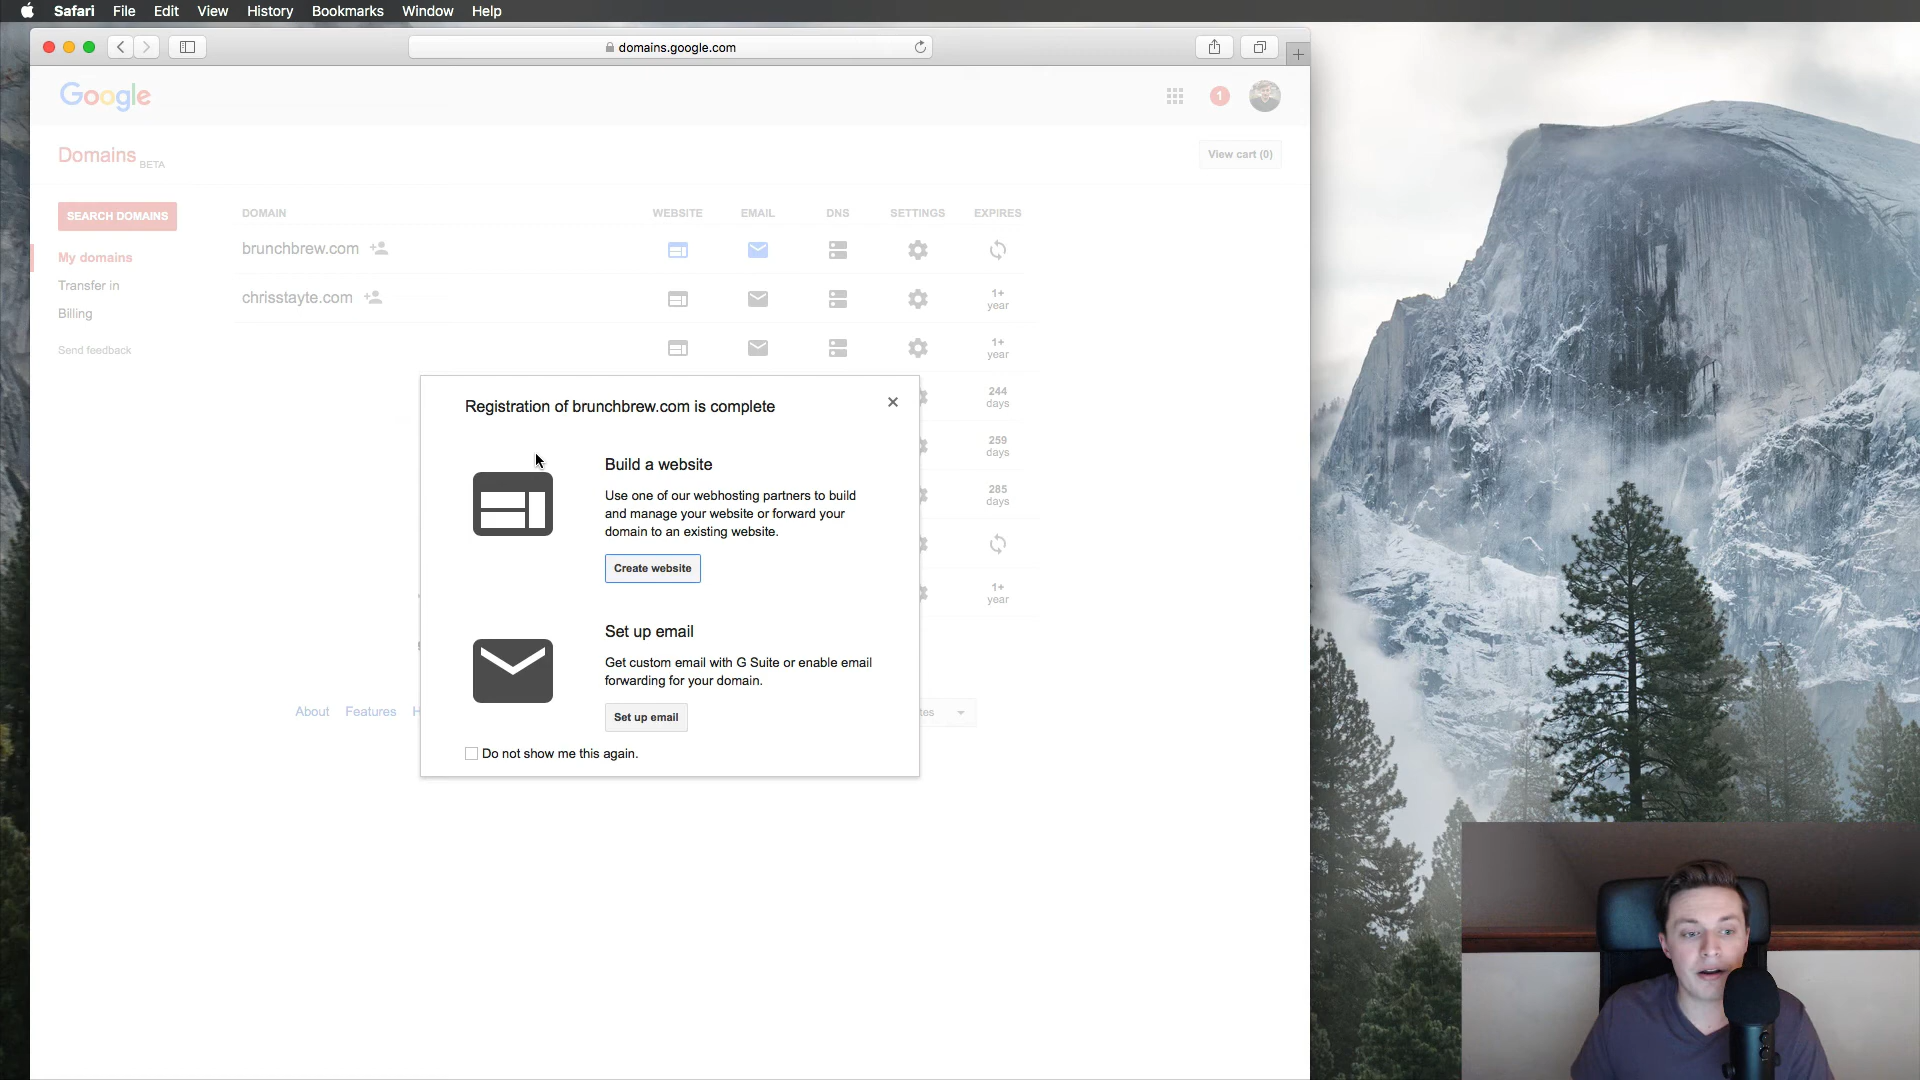 Safari File Edit View History Bookmarks Window Help
domains.google.com
Google
1
Domains BETA
View cart (0)
SEARCH DOMAINS
My domains
Transfer in
Billing
Send feedback
DOMAIN WEBSITE EMAIL DNS SETTINGS EXPIRES
brunchbrew.com
chrisstayte.com
1+
year
1+
year
244
days
259
days
285
days
1+
year
Registration of brunchbrew.com is complete
Build a website
Use one of our webhosting partners to build
and manage your website or forward your
domain to an existing website.
Create website
Set up email
Get custom email with G Suite or enable email
forwarding for your domain.
Set up email
Do not show me this again.
About Features